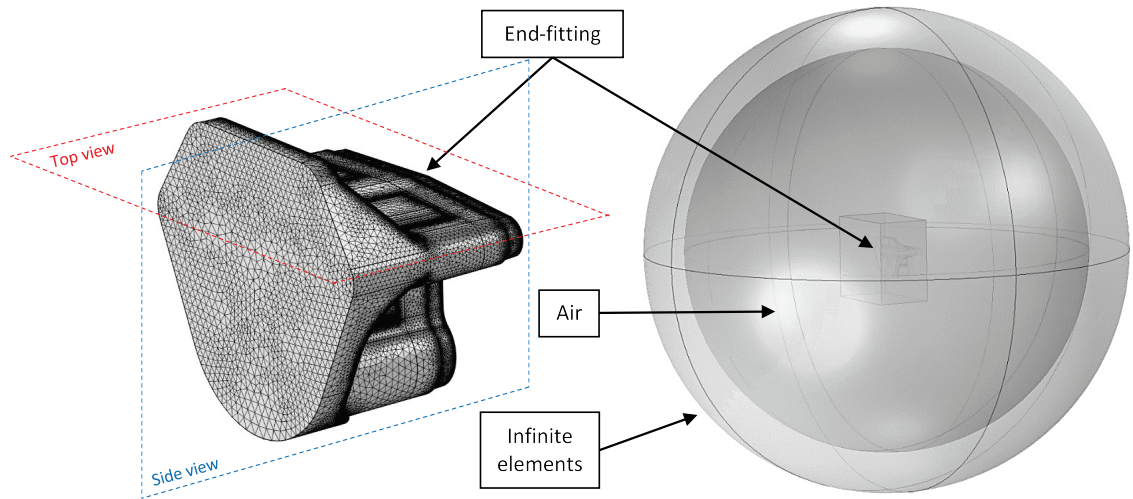 End-fitting
Top view
Air
Infinite
elements
Side view